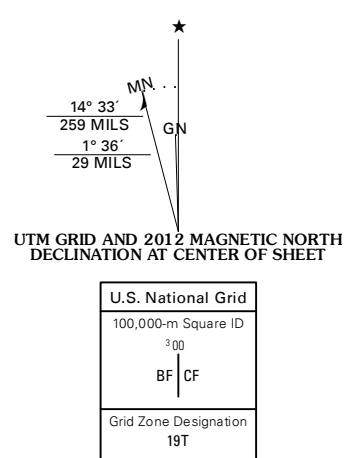 ★
MN
GN
14° 33´
259 MILS
1° 36´
29 MILS
UTM GRID AND 2012 MAGNETIC NORTH
DECLINATION AT CENTER OF SHEET
U.S. National Grid
100,000-m Square ID
³00
BF CF
Grid Zone Designation
19T